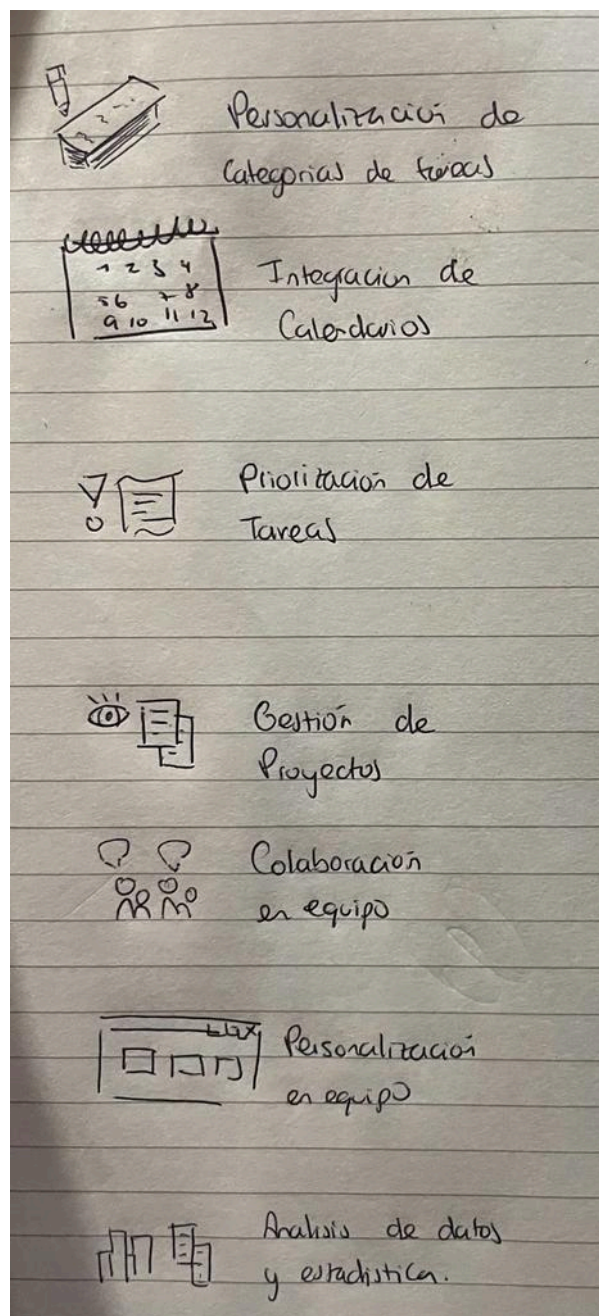 Personalización de
Categorias de tareas
1 2 3 4
5 6 7 8
9 10 11 12
Integracion de
Calendarios
Priorización de
Tareas
Gestión de
Proyectos
Colaboración
en equipo
Personalización
en equipo
Analisis de datos
y estadistica.